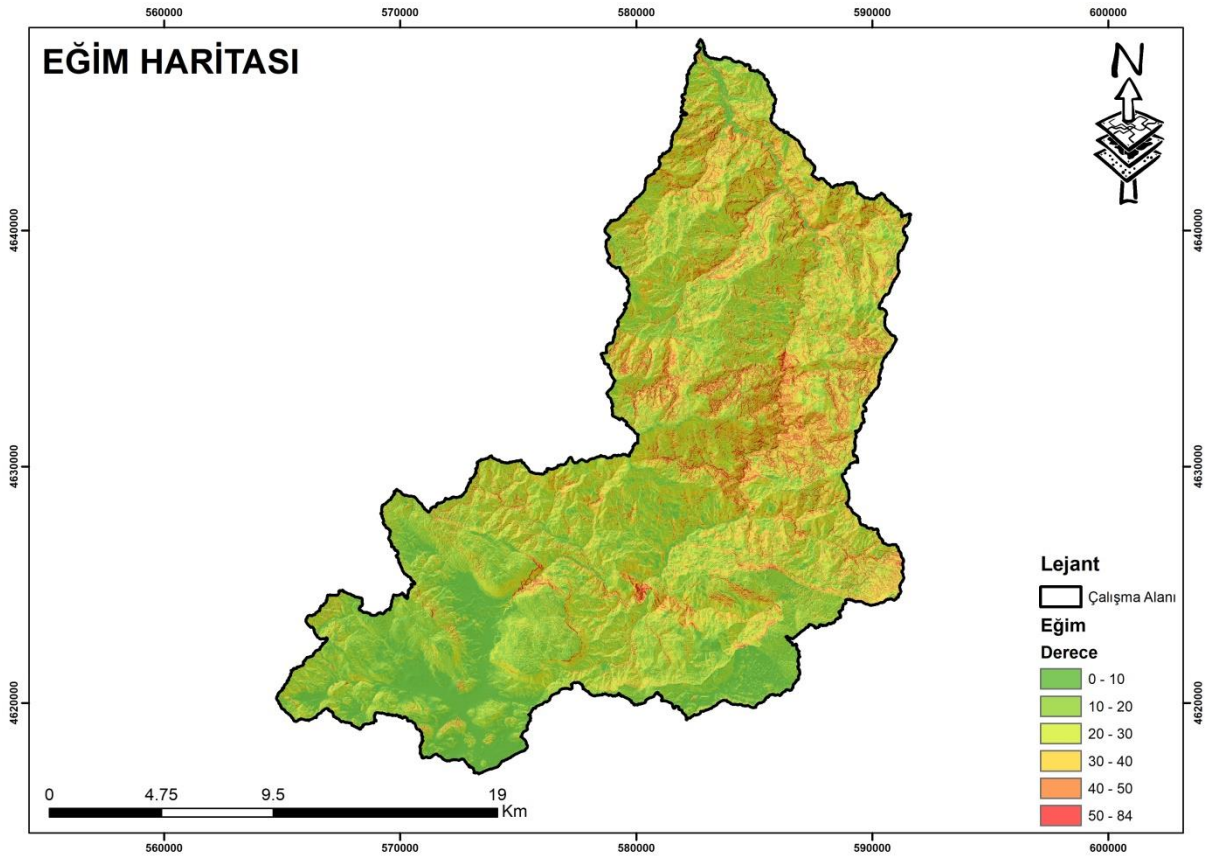 560000 570000 580000 590000 600000
EĞİM HARİTASI
N
4640000 4640000
4630000 4630000
4620000 4620000
Lejant
Çalışma Alanı
Eğim
Derece
0 - 10
10 - 20
20 - 30
30 - 40
40 - 50
50 - 84
0 4.75 9.5 19
Km
560000 570000 580000 590000 600000